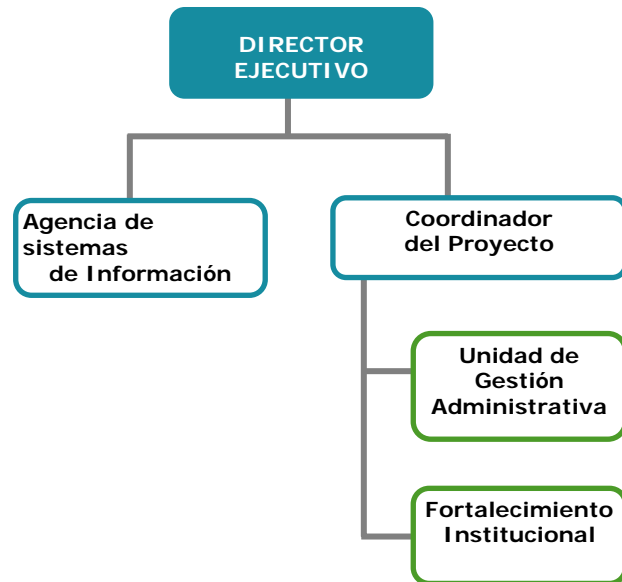 DIRECTOR
EJECUTIVO
Agencia de
sistemas
de Información
Coordinador
del Proyecto
Unidad de
Gestión
Administrativa
Fortalecimiento
Institucional